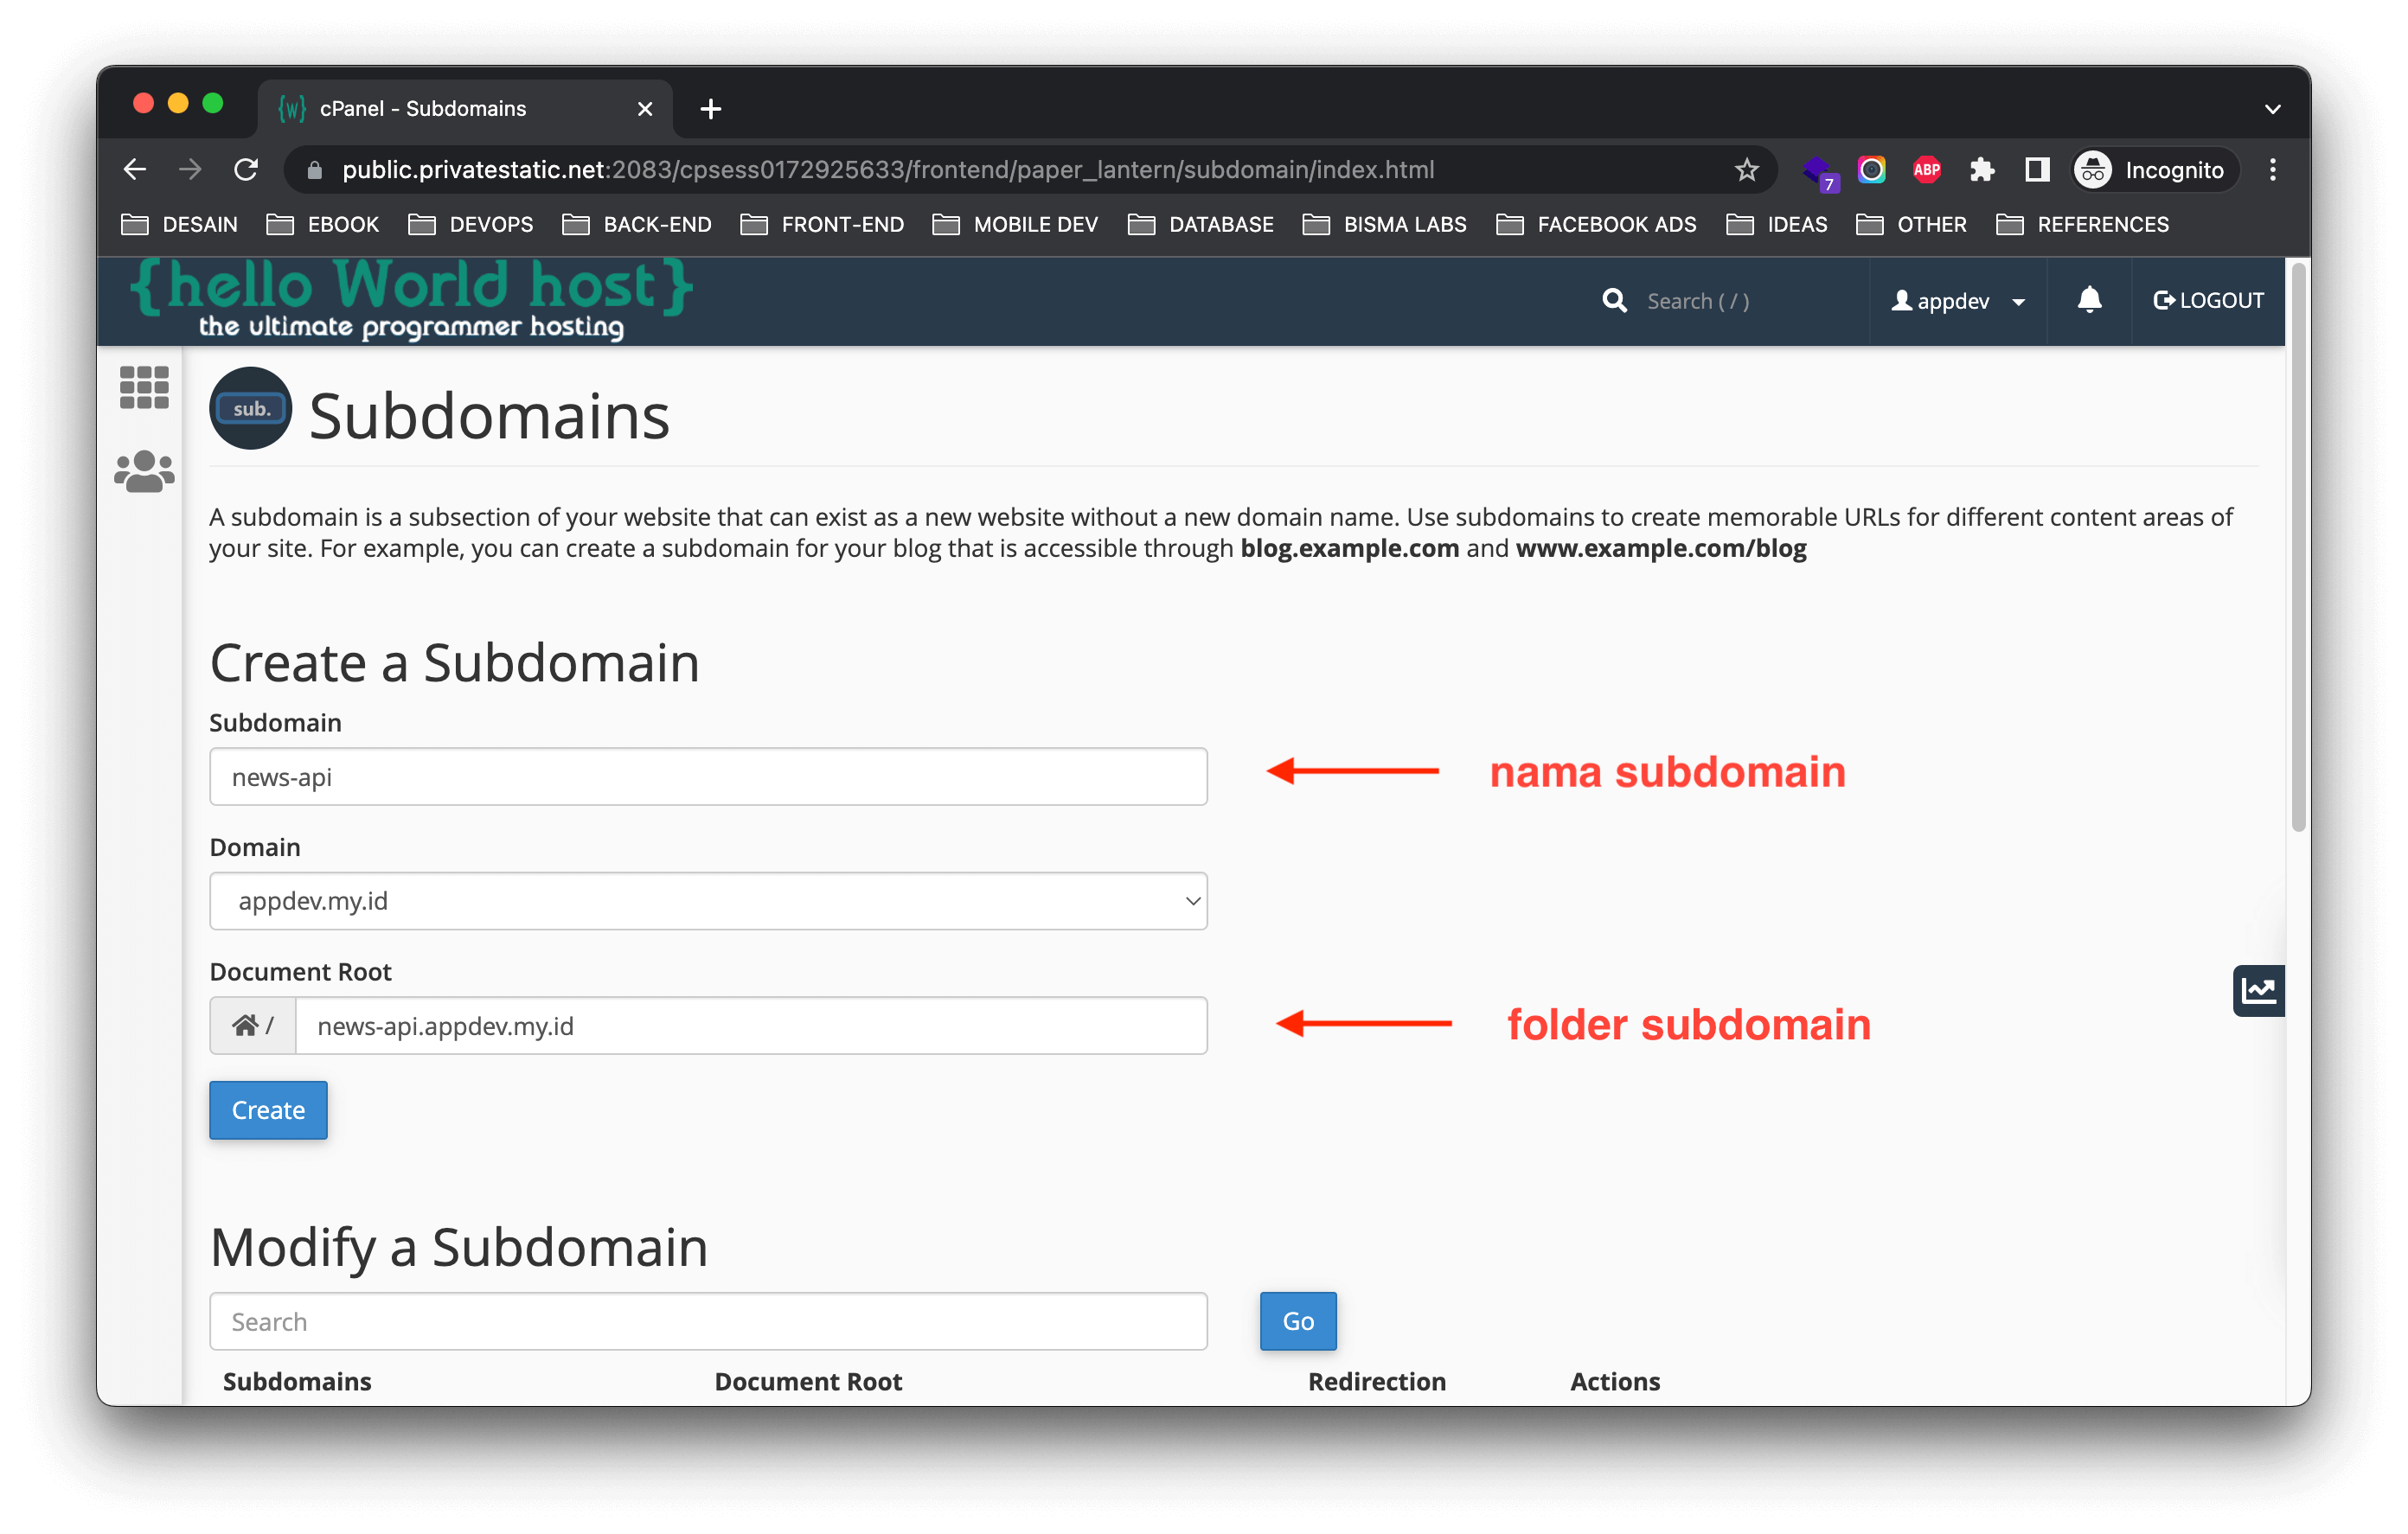 cPanel - Subdomains
public.privatestatic.net:2083/cpsess0172925633/frontend/paper_lantern/subdomain/index.html
ABP
7
Incognito
DESAIN EBOOK DEVOPS BACK-END FRONT-END MOBILE DEV DATABASE BISMA LABS FACEBOOK ADS IDEAS OTHER REFERENCES
{hello World host}
the ultimate programmer hosting
Search ( / )
appdev
LOGOUT
sub.
Subdomains
A subdomain is a subsection of your website that can exist as a new website without a new domain name. Use subdomains to create memorable URLs for different content areas of
your site. For example, you can create a subdomain for your blog that is accessible through blog.example.com and www.example.com/blog
Create a Subdomain
Subdomain
news-api
nama subdomain
Domain
appdev.my.id
Document Root
/ news-api.appdev.my.id
folder subdomain
Create
Modify a Subdomain
Search
Go
Subdomains Document Root Redirection Actions